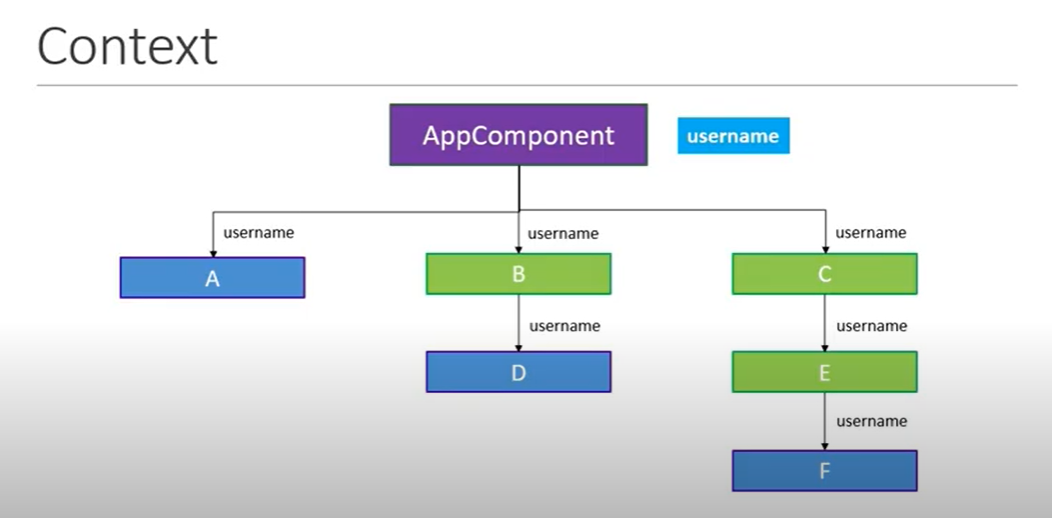 Context
AppComponent
username
username
username
username
A
B
C
username
username
D
E
username
F